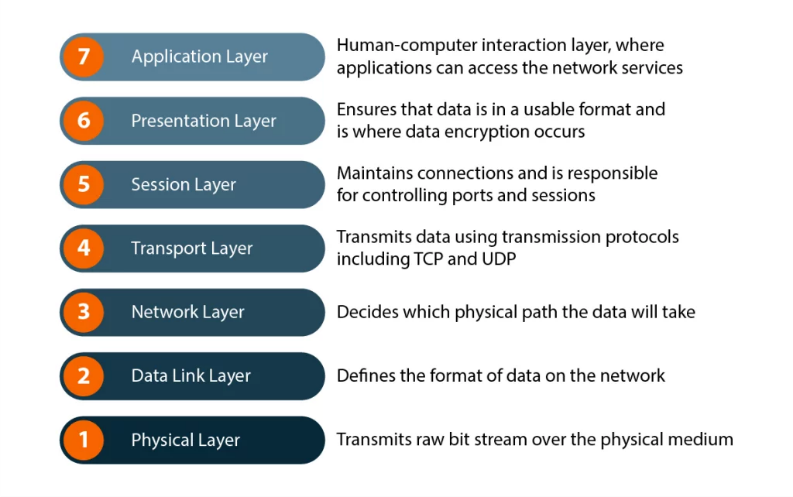 7 Application Layer
Human-computer interaction layer, where
applications can access the network services
6 Presentation Layer
Ensures that data is in a usable format and
is where data encryption occurs
5 Session Layer
Maintains connections and is responsible
for controlling ports and sessions
4 Transport Layer
Transmits data using transmission protocols
including TCP and UDP
3 Network Layer
Decides which physical path the data will take
2 Data Link Layer
Defines the format of data on the network
1 Physical Layer
Transmits raw bit stream over the physical medium